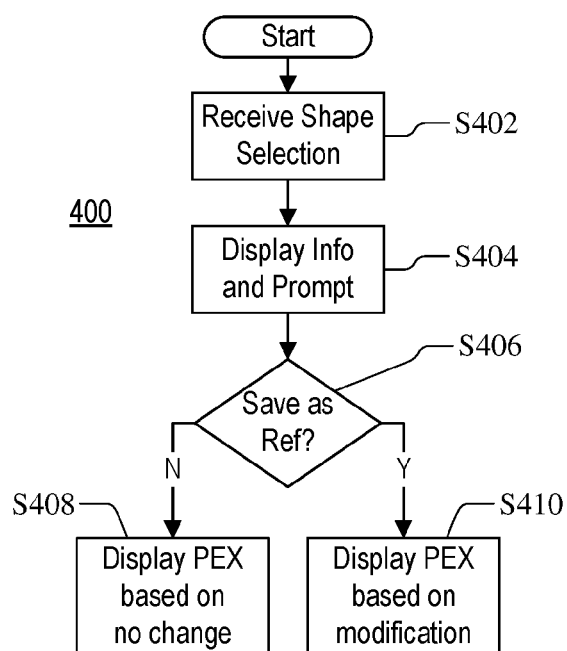 Start
Receive Shape
Selection
S402
400
Display Info
and Prompt
S404
S406
Save as
Ref?
N
Y
S408
S410
Display PEX
based on
no change
Display PEX
based on
modification